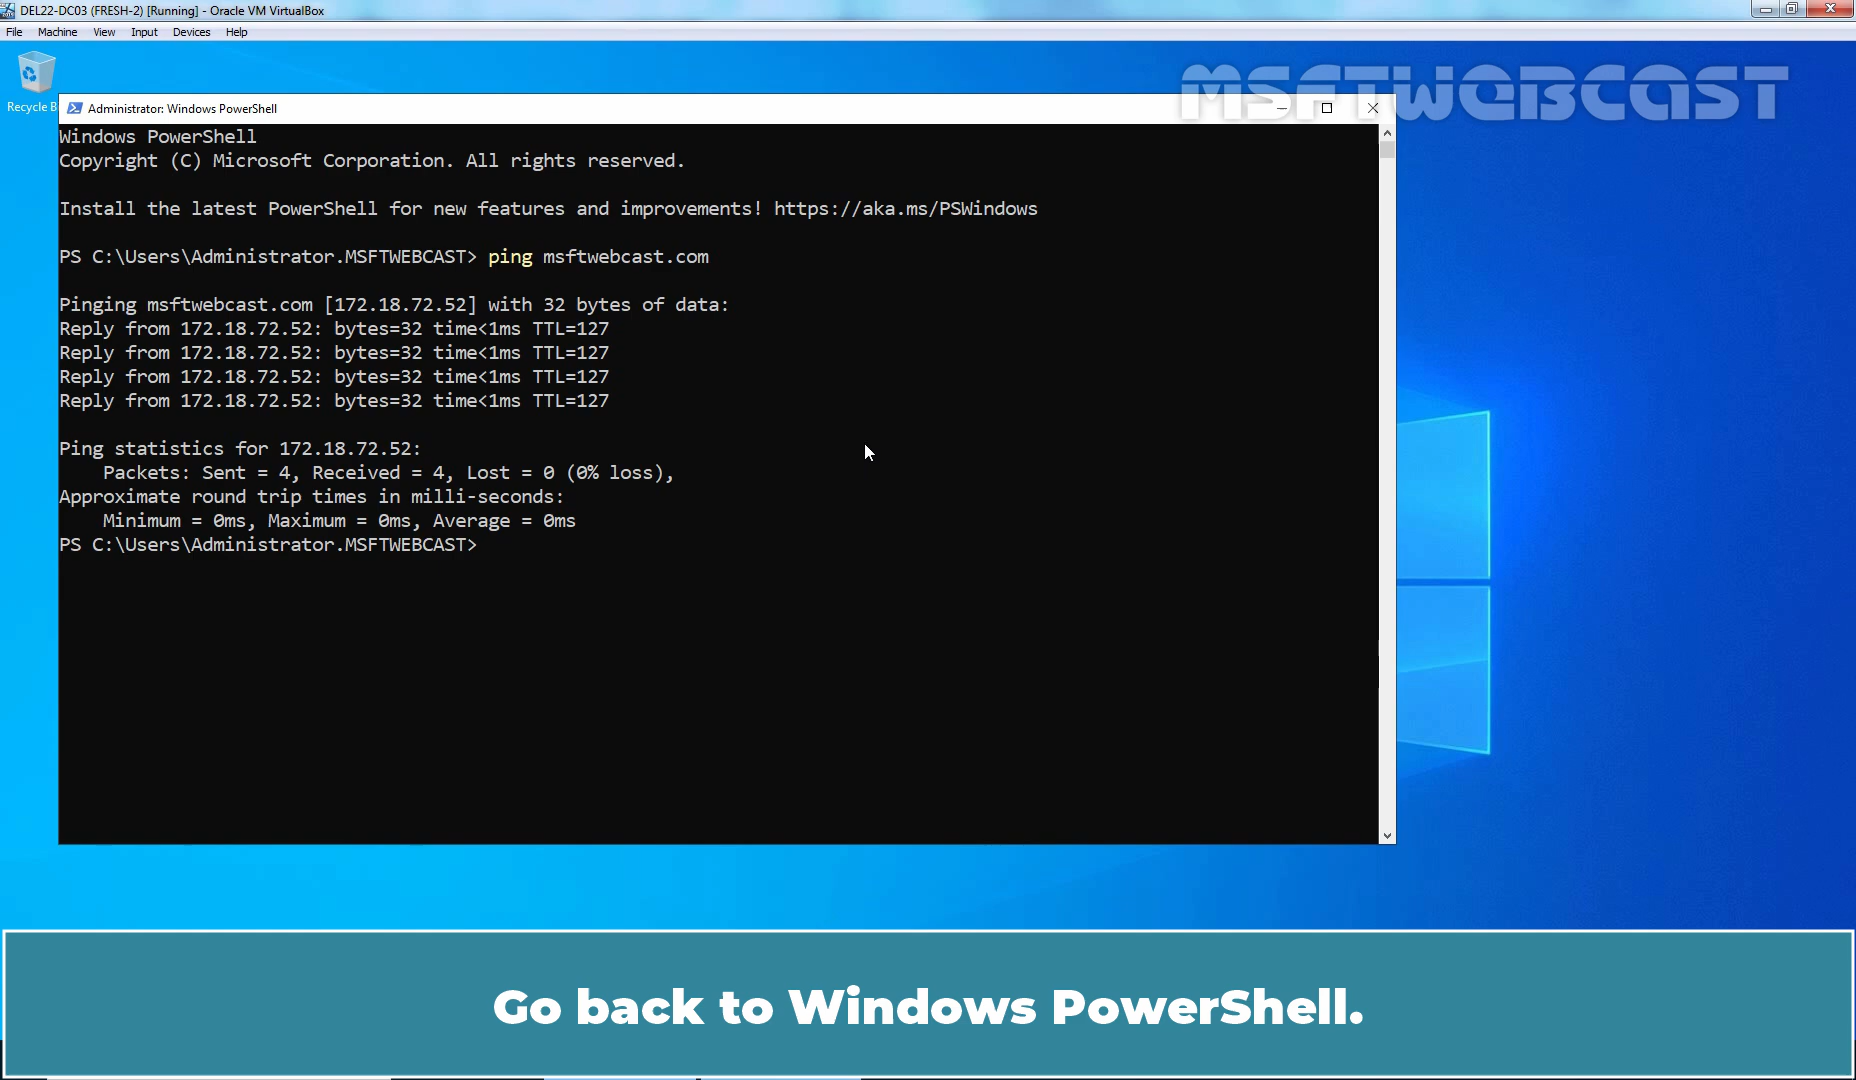 DEL22-DC03 (FRESH-2) [Running] - Oracle VM VirtualBox
File Machine View Input Devices Help
MSFTWEBCAST
Recycle B
Administrator: Windows PowerShell
Windows PowerShell
Copyright (C) Microsoft Corporation. All rights reserved.
Install the latest PowerShell for new features and improvements! https://aka.ms/PSWindows
PS C:\Users\Administrator.MSFTWEBCAST> ping msftwebcast.com
Pinging msftwebcast.com [172.18.72.52] with 32 bytes of data:
Reply from 172.18.72.52: bytes=32 time<1ms TTL=127
Reply from 172.18.72.52: bytes=32 time<1ms TTL=127
Reply from 172.18.72.52: bytes=32 time<1ms TTL=127
Reply from 172.18.72.52: bytes=32 time<1ms TTL=127
Ping statistics for 172.18.72.52:
Packets: Sent = 4, Received = 4, Lost = 0 (0% loss),
Approximate round trip times in milli-seconds:
Minimum = 0ms, Maximum = 0ms, Average = 0ms
PS C:\Users\Administrator.MSFTWEBCAST>
Go back to Windows PowerShell.